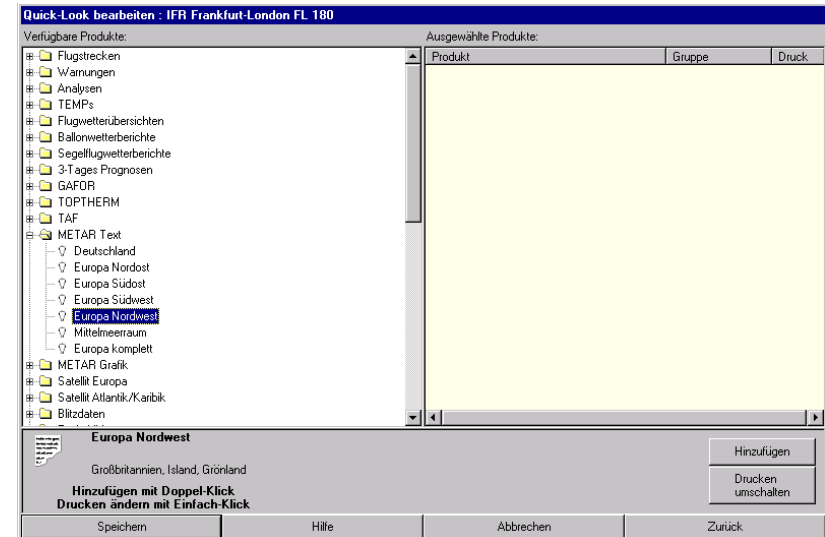 Quick-Look bearbeiten : IFR Frankfurt-London FL 180
Verfügbare Produkte:
Flugstrecken
Warnungen
Analysen
TEMPs
Flugwetterübersichten
Ballonwetterberichte
Segelflugwetterberichte
3-Tages Prognosen
GAFOR
TOPTHERM
TAF
METAR Text
Deutschland
Europa Nordost
Europa Südost
Europa Südwest
Europa Nordwest
Mittelmeerraum
Europa komplett
METAR Grafik
Satellit Europa
Satellit Atlantik/Karibik
Blitzdaten
Ausgewählte Produkte:
Produkt Gruppe Druck
Europa Nordwest
Großbritannien, Island, Grönland
Hinzufügen mit Doppel-Klick
Drucken ändern mit Einfach-Klick
Hinzufügen
Drucken
umschalten
Speichern Hilfe Abbrechen Zurück